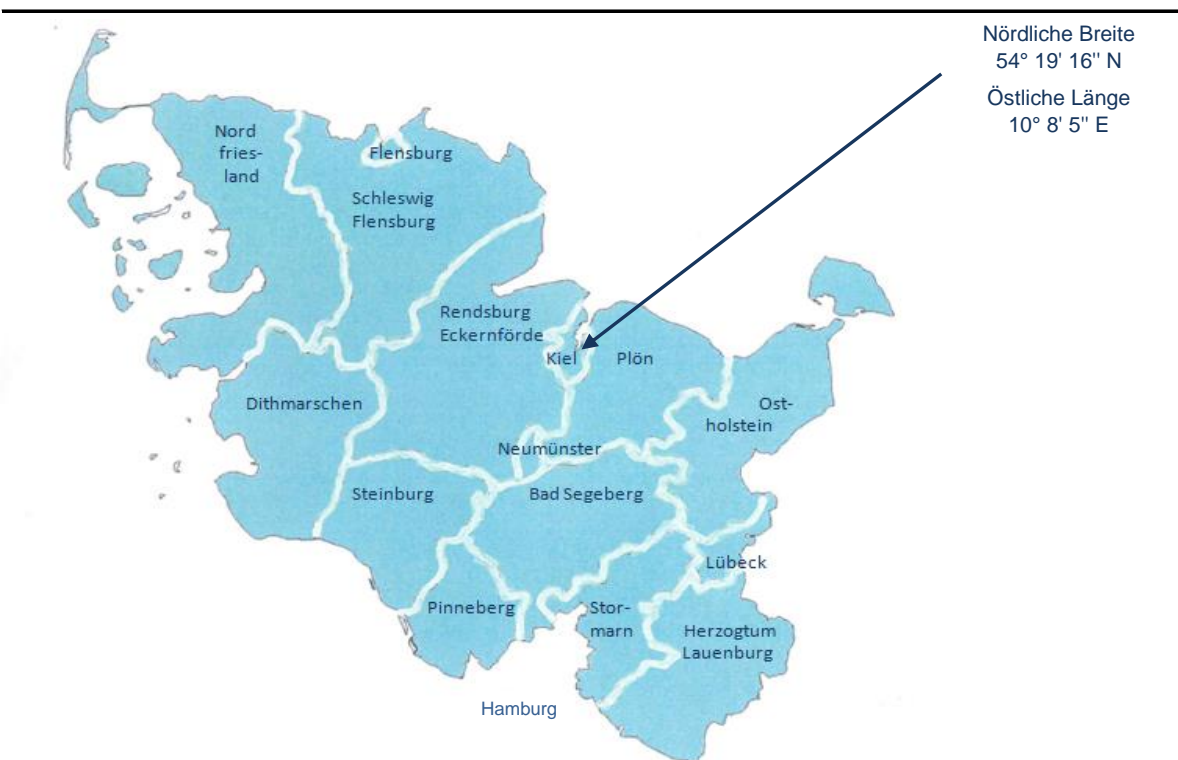 Nördliche Breite
54° 19' 16'' N
Östliche Länge
10° 8' 5'' E
Nord
fries-
land
Flensburg
Schleswig
Flensburg
Rendsburg
Eckernförde
Kiel
Plön
Dithmarschen
Ost-
holstein
Neumünster
Steinburg
Bad Segeberg
Lübeck
Pinneberg
Stor-
marn
Herzogtum
Lauenburg
Hamburg